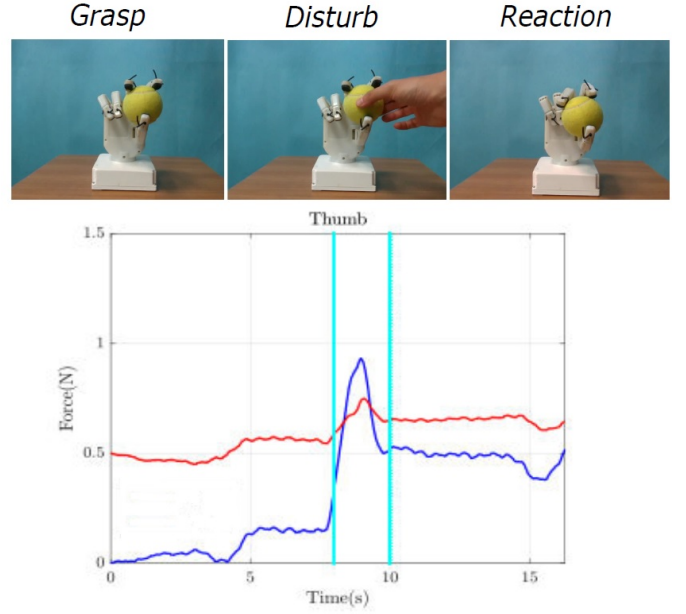 Grasp
Disturb
Reaction
Thumb
1.5
1
0.5
0
Force(N)
0 5 10 15
Time(s)